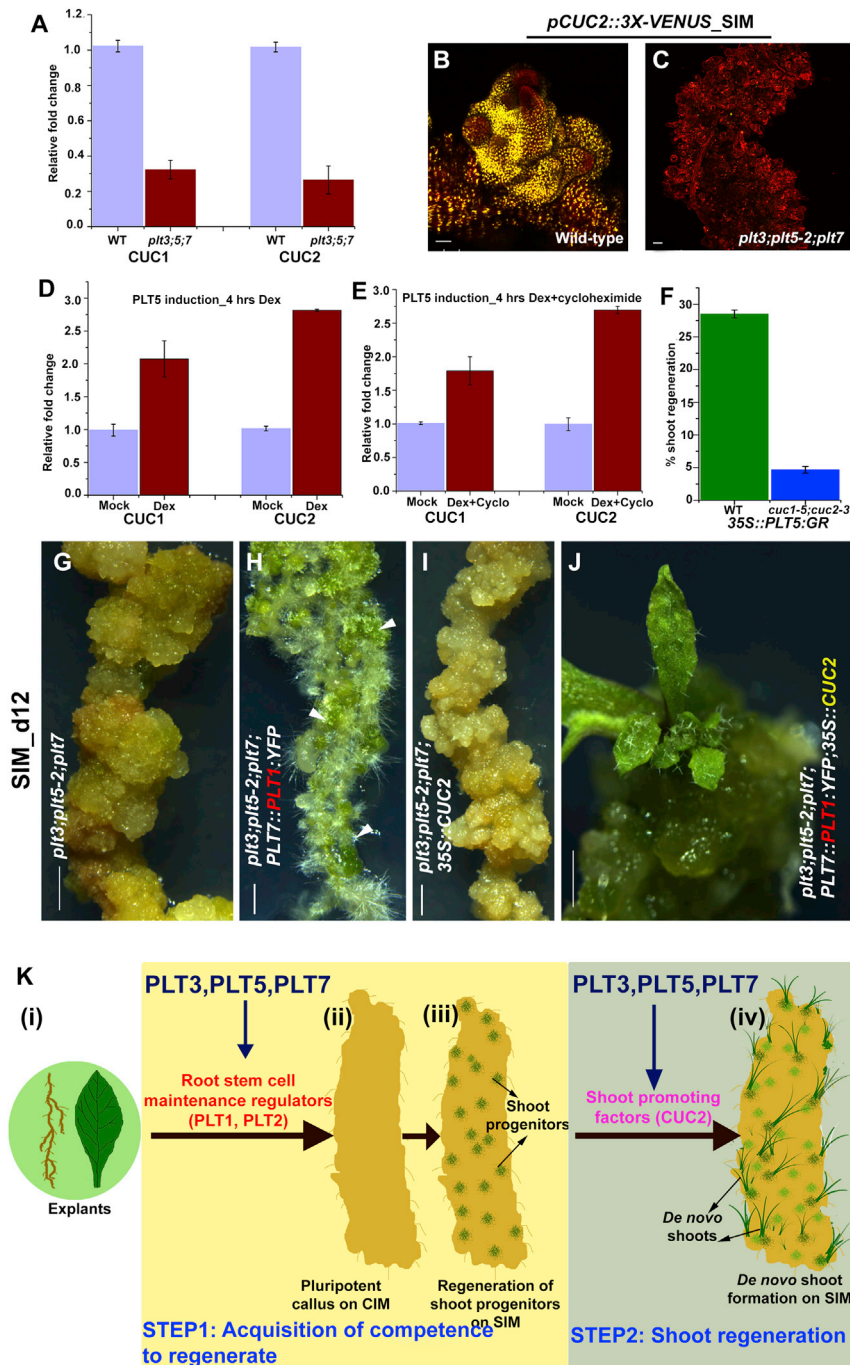 A
Relative fold change
1.2
1.0
0.8
0.6
0.4
0.2
0.0
WT plt3;5;7 WT plt3;5;7
CUC1 CUC2
pCUC2::3X-VENUS_SIM
B
Wild-type
C
plt3;plt5-2;plt7
D
PLT5 induction_4 hrs Dex
Relative fold change
3.0
2.5
2.0
1.5
1.0
0.5
0.0
Mock Dex Mock Dex
CUC1 CUC2
E
PLT5 induction_4 hrs Dex+cycloheximide
Relative fold change
3.0
2.5
2.0
1.5
1.0
0.5
0.0
Mock Dex+Cyclo Mock Dex+Cyclo
CUC1 CUC2
F
% shoot regeneration
30
25
20
15
10
5
0
WT cuc1-5;cuc2-3
35S::PLT5:GR
SIM_d12
G
plt3;plt5-2;plt7
H
plt3;plt5-2;plt7;
PLT7::PLT1:YFP
I
plt3;plt5-2;plt7;
35S::CUC2
J
plt3;plt5-2;plt7;
PLT7::PLT1:YFP;35S::CUC2
K
(i)
Explants
PLT3,PLT5,PLT7
Root stem cell
maintenance regulators
(PLT1, PLT2)
(ii)
Pluripotent
callus on CIM
(iii)
Shoot
progenitors
Regeneration of
shoot progenitors
on SIM
STEP1: Acquisition of competence
to regenerate
PLT3,PLT5,PLT7
Shoot promoting
factors (CUC2)
(iv)
De novo
shoots
De novo shoot
formation on SIM
STEP2: Shoot regeneration